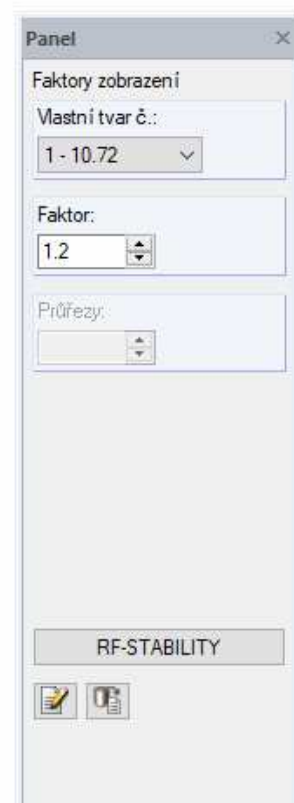 Panel
Faktory zobrazení
Vlastní tvar č.:
1 - 10.72
Faktor:
1.2
Průřezy:
RF-STABILITY